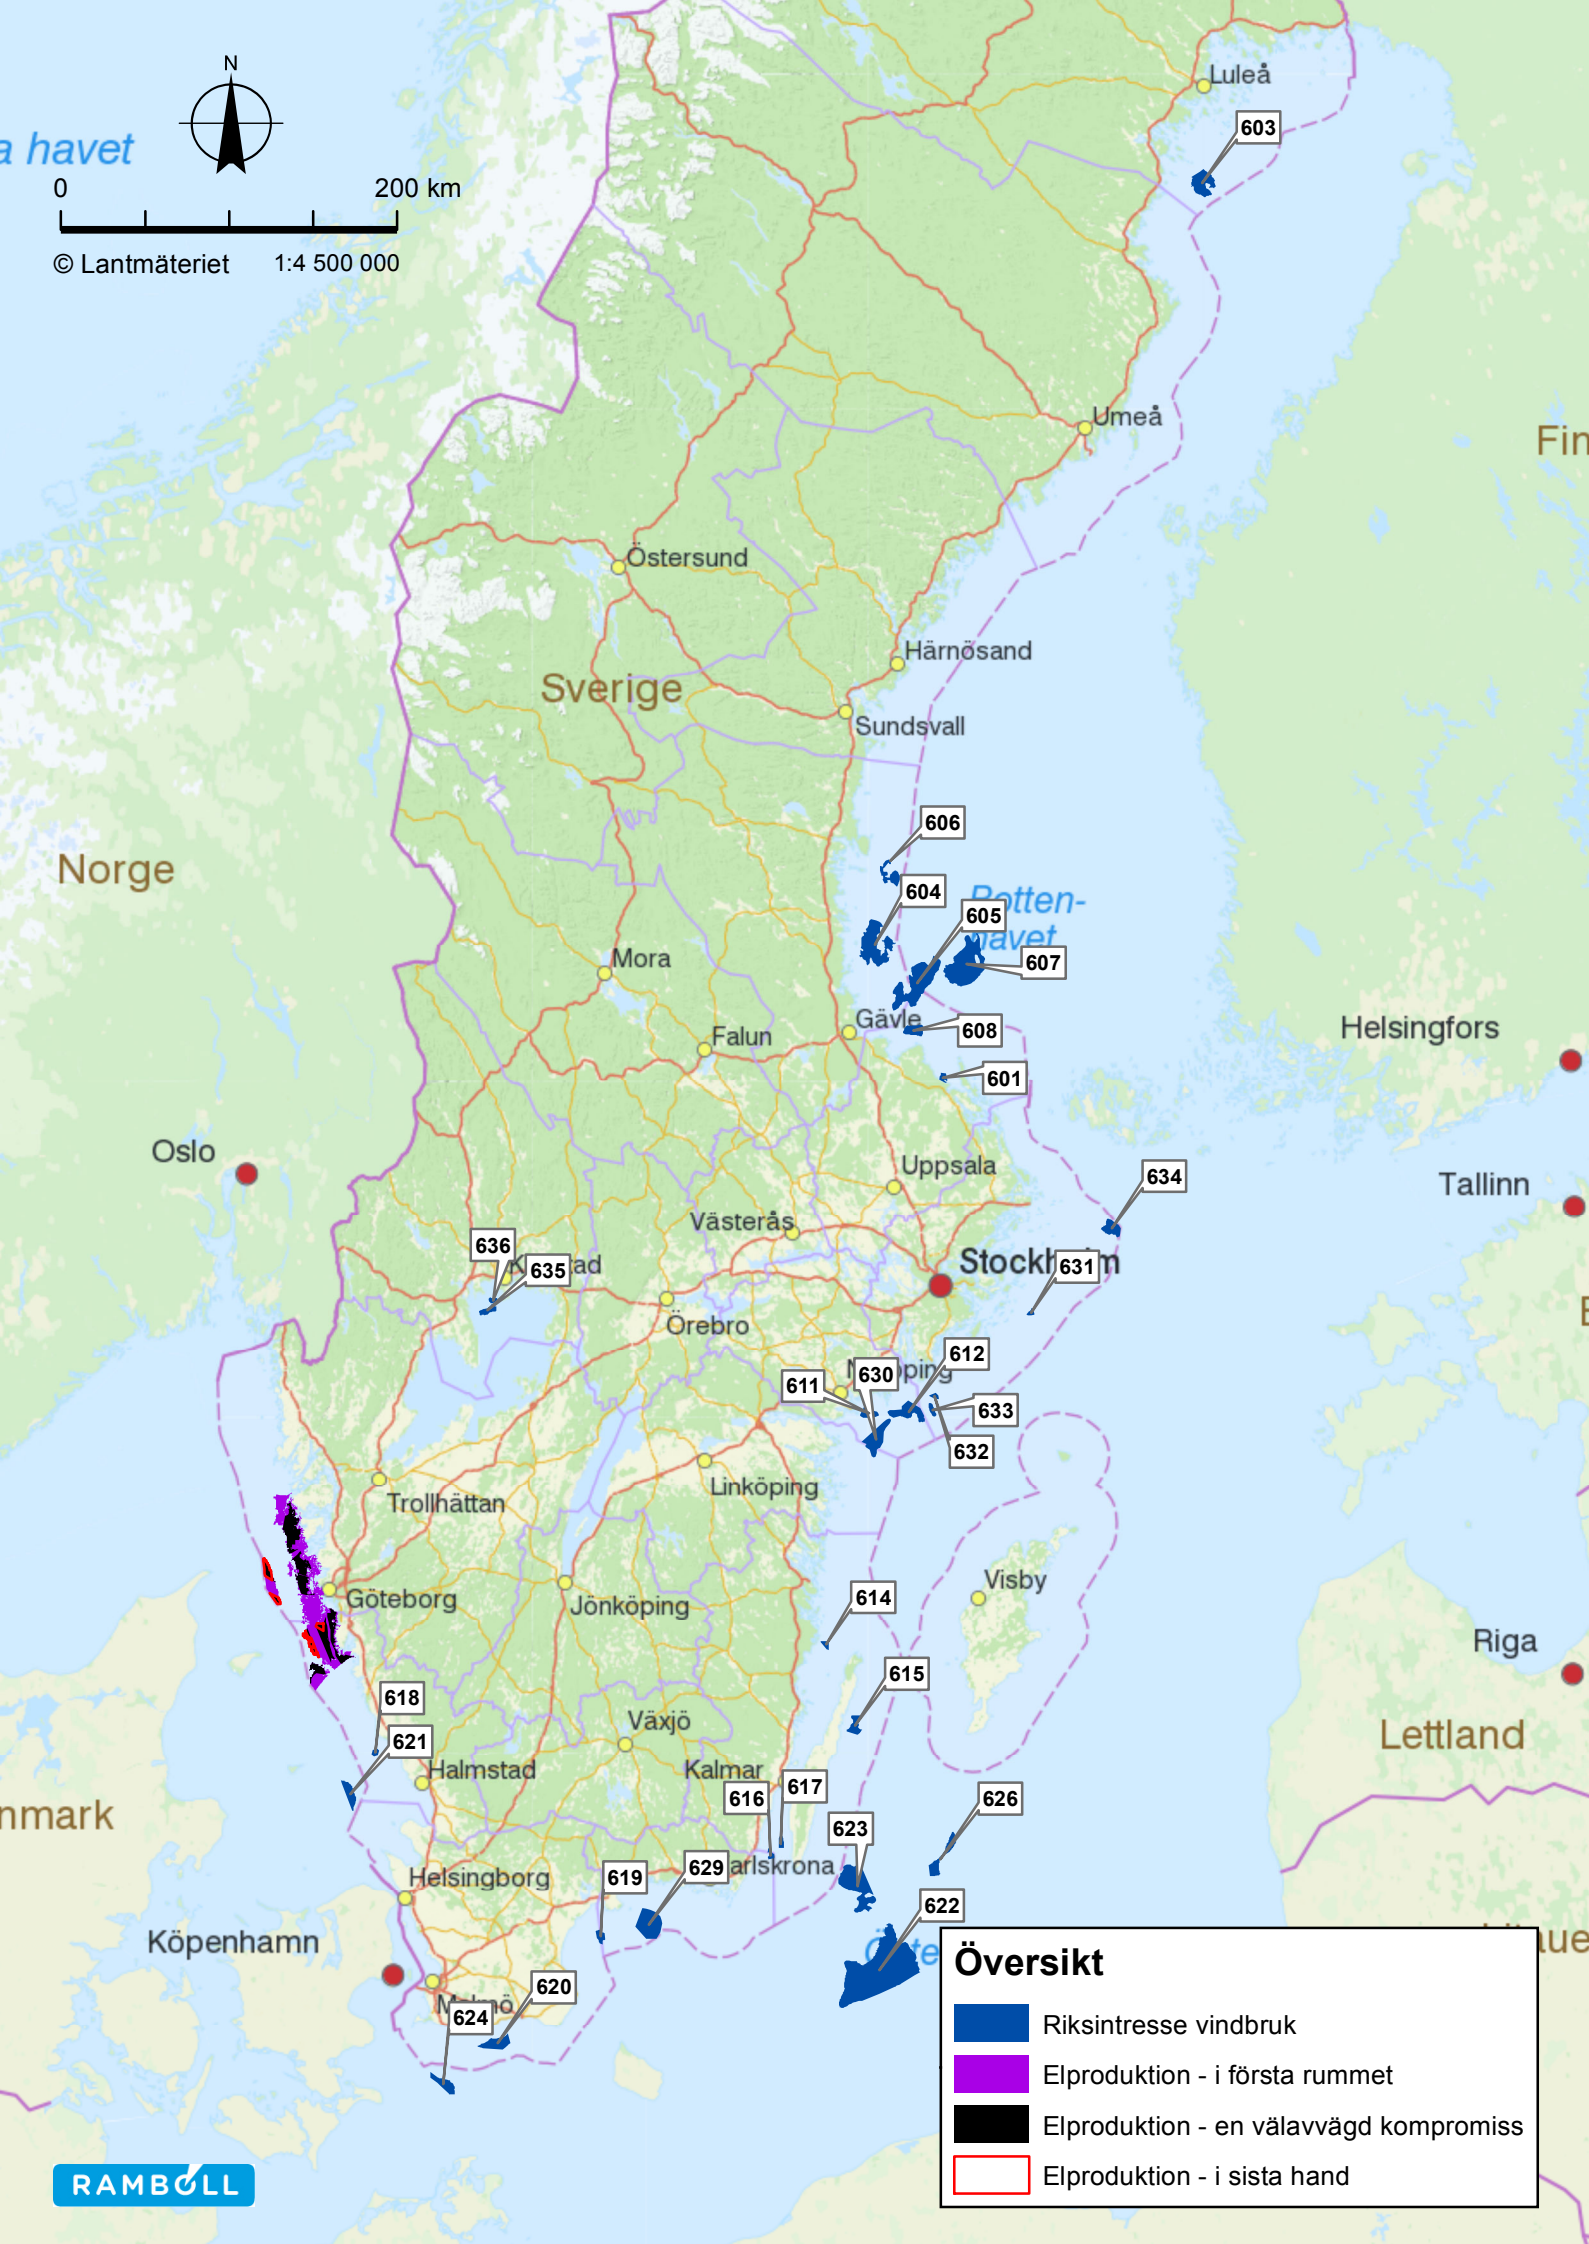 Luleå
N
603
a havet
0
200 km
© Lantmäteriet
1:4 500 000
Umeå
Fin
Östersund
Härnösand
Sverige
Sundsvall
606
Norge
604
605
havet
Mora
607
Gävle
608
Helsingfors
Falun
601
Oslo
Uppsala
634
Tallinn
Västerås
636
635
Stockh m
631
Örebro
612
630
611
633
632
Linköping
Trollhättan
Visby
Göteborg
Jönköping
614
Riga
615
618
Växjö
Lettland
621
Halmstad
Kalmar
617
616
626
nmark
623
arlskrona
629
619
Helsingborg
622
Köpenhamn
620
624
Översikt
Riksintresse vindbruk
Elproduktion - i första rummet
Elproduktion - en välavvägd kompromiss
Elproduktion - i sista hand
RAMBOLL